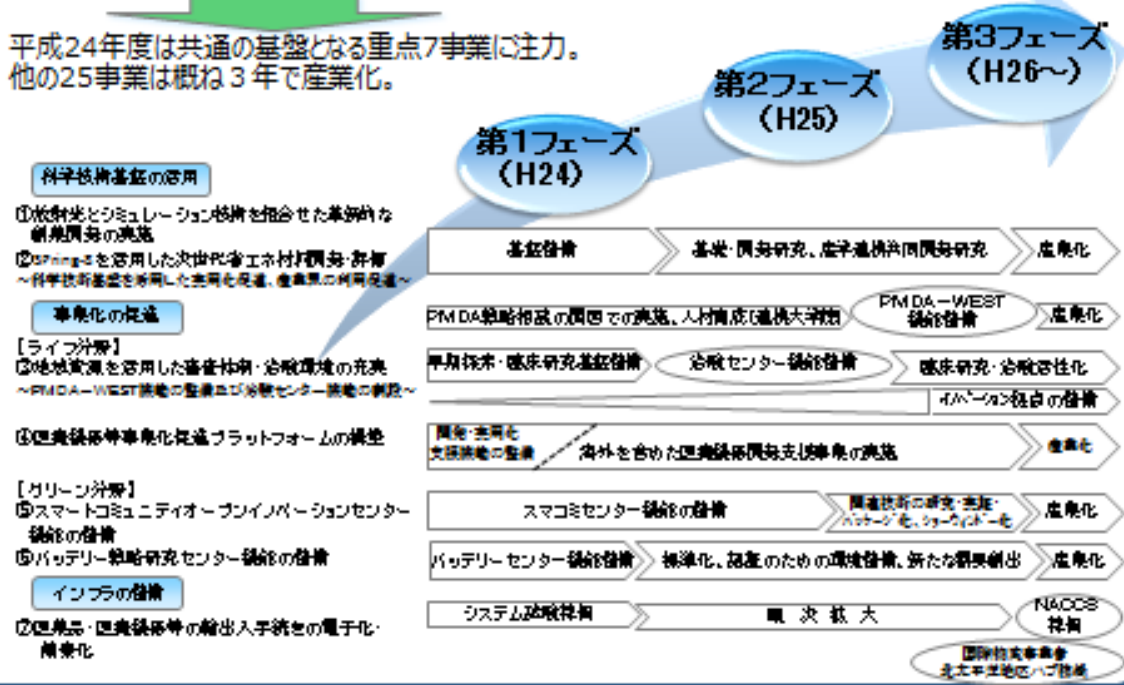 平成24年度は共通の基盤となる重点7事業に注力。
他の25事業は概ね３年で産業化。
第1フェーズ
（H24）
第2フェーズ
（H25）
第3フェーズ
（H26～）
科学技術基盤の活用
①放射光とシミュレーション技術を組合せた革新的な
創薬開発の実施
②SPring-8を活用した次世代省エネ材料開発・評価
～科学技術基盤を活用した実用化促進、産業界の利用促進～
基盤整備
基礎・開発研究、産学連携共同開発研究
産業化
事業化の促進
PMDA戦略相談の関西での実施、人材育成（連携大学院）
PMDA－WEST
機能整備
産業化
【ライフ分野】
③地域資源を活用した審査体制・治験環境の充実
～PMDA－WEST機能の整備及び治験センター機能の創設～
早期探索・臨床研究基盤整備
治験センター機能整備
臨床研究・治験活性化
イノベーション拠点の整備
④医療機器等事業化促進プラットフォームの構築
開発・実用化
支援機能の整備
海外を含めた医療機器開発支援事業の実施
産業化
【グリーン分野】
⑤スマートコミュニティオープンイノベーションセンター
機能の整備
スマコミセンター機能の整備
関連技術の研究・実証・
パッケージ化、ショーウィンドー化
産業化
⑥バッテリー戦略研究センター機能の整備
バッテリーセンター機能整備
標準化、認証のための環境整備、新たな需要創出
産業化
インフラの整備
⑦医薬品・医療機器等の輸出入手続きの電子化・
簡素化
システム試験稼働
順次拡大
NACCS
稼働
国際物流事業者
北太平洋地区ハブ機能